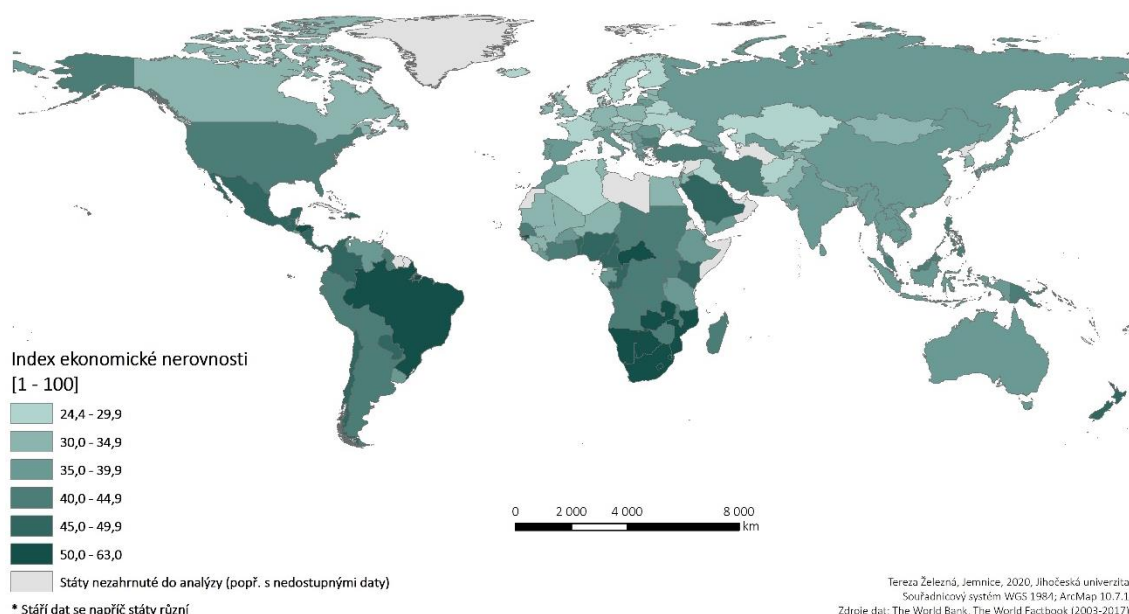 Index ekonomické nerovnosti
[1 - 100]
24,4 - 29,9
30,0 - 34,9
35,0 - 39,9
40,0 - 44,9
45,0 - 49,9
50,0 - 63,0
Státy nezahrnuté do analýzy (popř. s nedostupnými daty)
* Stáří dat se napříč státy různí
0 2 000 4 000 8 000
km
Tereza Železná, Jemnice, 2020, Jihočeská univerzita
Souřadnicový systém WGS 1984; ArcMap 10.7.1
Zdroje dat: The World Bank, The World Factbook (2003-2017)